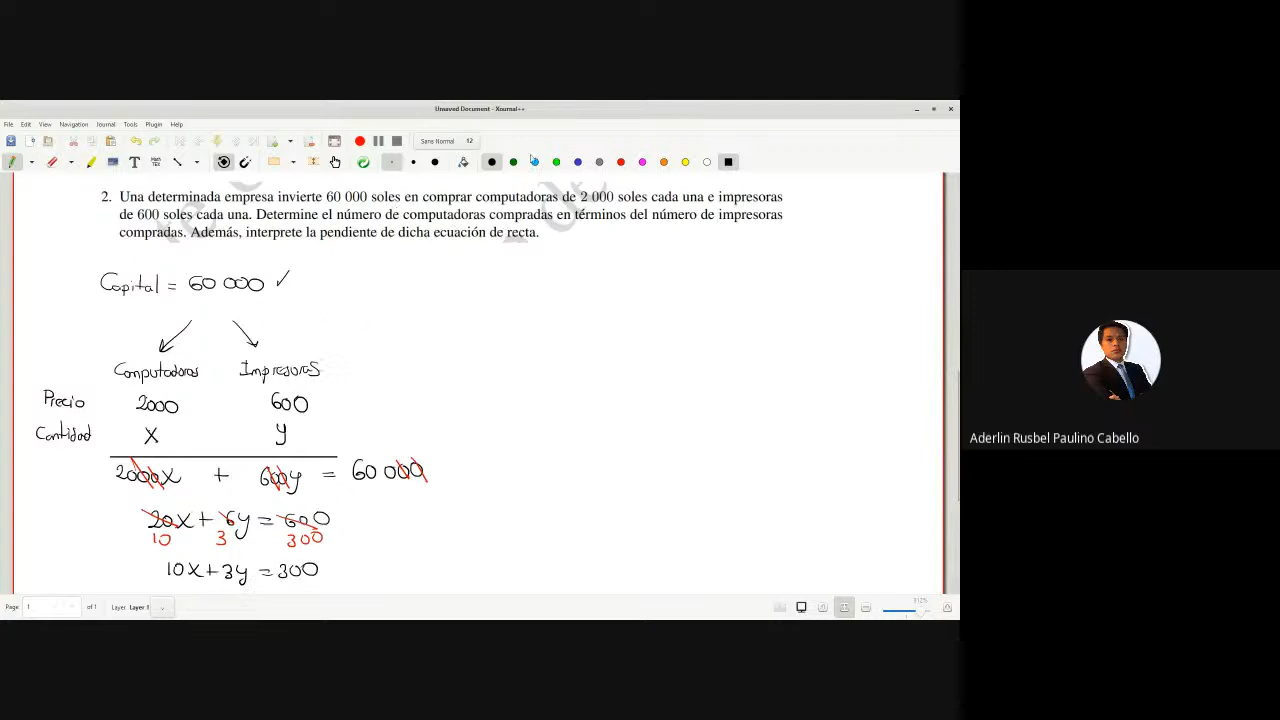 Unsaved Document - Xournal++
File Edit View Navigation Journal Tools Plugin Help
Sans Normal 12
2. Una determinada empresa invierte 60 000 soles en comprar computadoras de 2 000 soles cada una e impresoras
de 600 soles cada una. Determine el número de computadoras compradas en términos del número de impresoras
compradas. Además, interprete la pendiente de dicha ecuación de recta.
Capital = 60 000 ✓
Computadoras Impresoras
Precio 2000 600
Cantidad X y
2000x + 600y = 60 000
20x + 6y = 600
10 3 300
10x + 3y = 300
Page 1 of 1 Layer Layer 1
312%
Aderlin Rusbel Paulino Cabello